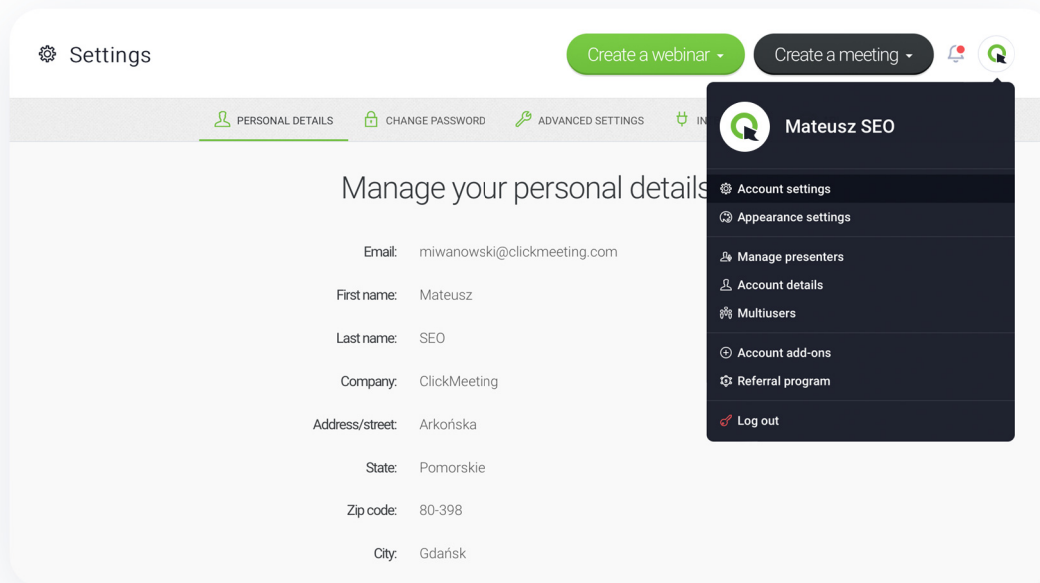 Settings
Create a webinar
Create a meeting
PERSONAL DETAILS
CHANGE PASSWORD
ADVANCED SETTINGS
Mateusz SEO
Account settings
Appearance settings
Manage presenters
Account details
Multiusers
Account add-ons
Referral program
Log out
Manage your personal details
Email: miwanowski@clickmeeting.com
First name: Mateusz
Last name: SEO
Company: ClickMeeting
Address/street: Arkońska
State: Pomorskie
Zip code: 80-398
City: Gdańsk